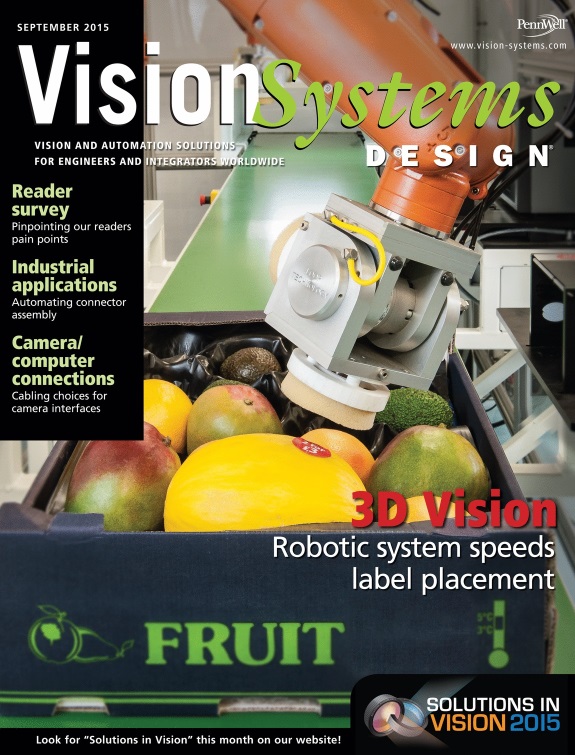 SEPTEMBER 2015
PennWell®
www.vision-systems.com
VisionSystems
DESIGN®
VISION AND AUTOMATION SOLUTIONS
FOR ENGINEERS AND INTEGRATORS WORLDWIDE
Reader
survey
Pinpointing our readers
pain points
Industrial
applications
Automating connector
assembly
Camera/
computer
connections
Cabling choices for
camera interfaces
3D Vision
Robotic system speeds
label placement
FRUIT
5°C
3°C
SOLUTIONS IN
VISION 2015
Look for “Solutions in Vision” this month on our website!